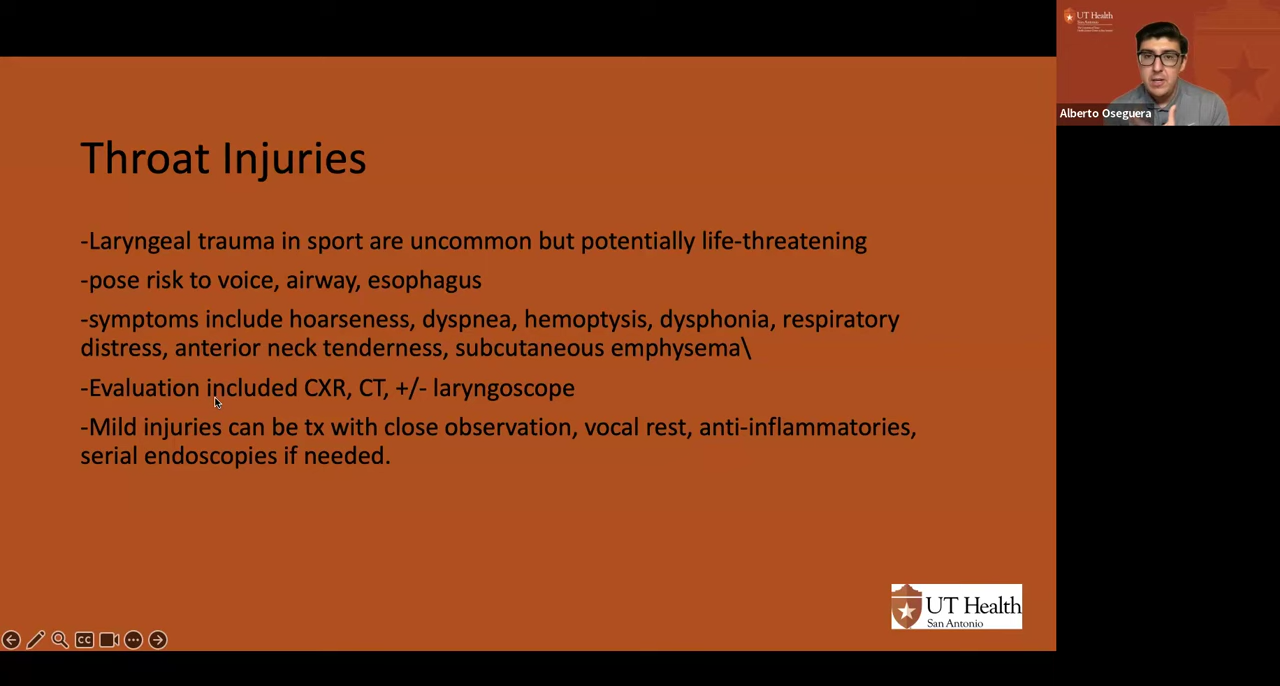 UT Health
San Antonio
Alberto Oseguera
Throat Injuries
-Laryngeal trauma in sport are uncommon but potentially life-threatening
-pose risk to voice, airway, esophagus
-symptoms include hoarseness, dyspnea, hemoptysis, dysphonia, respiratory
distress, anterior neck tenderness, subcutaneous emphysema\
-Evaluation included CXR, CT, +/- laryngoscope
-Mild injuries can be tx with close observation, vocal rest, anti-inflammatories,
serial endoscopies if needed.
UT Health
San Antonio
CC